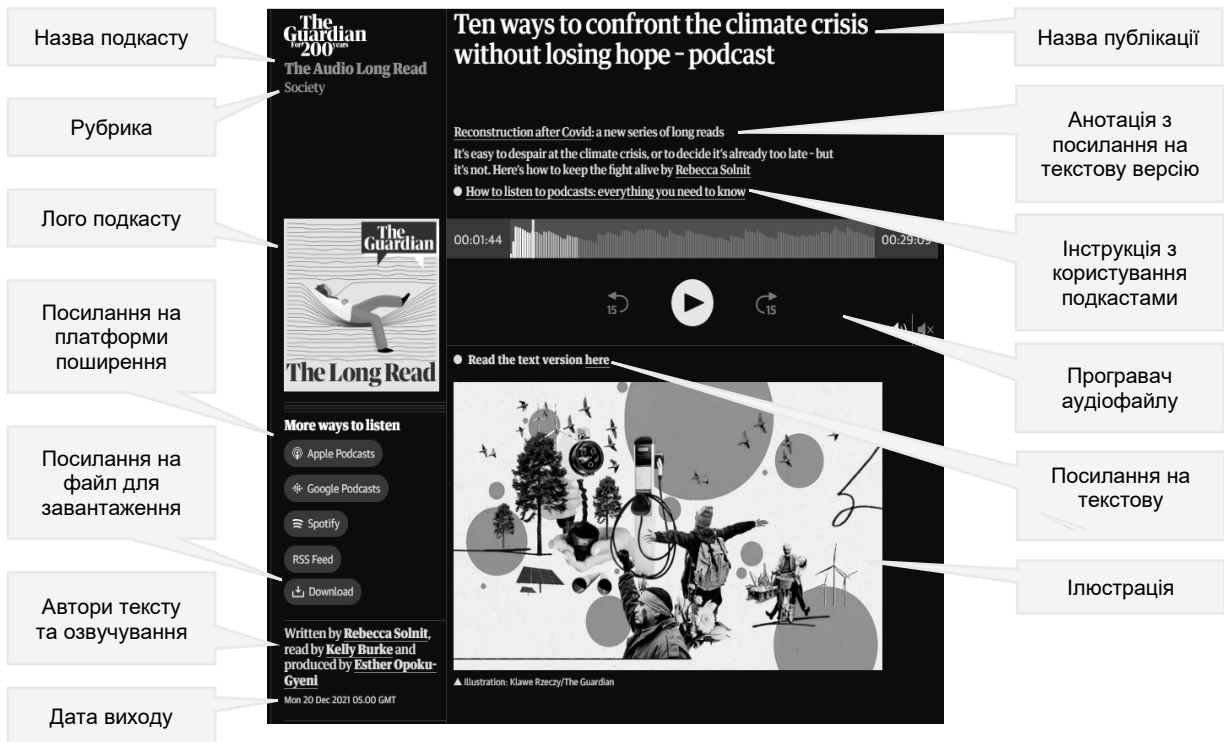 Назва подкасту
Рубрика
Лого подкасту
Посилання на
платформи
поширення
Посилання на
файл для
завантаження
Автори тексту
та озвучування
Дата виходу
The
Guardian
For 200 years
The Audio Long Read
Society
The
Guardian
The Long Read
More ways to listen
Apple Podcasts
Google Podcasts
Spotify
RSS Feed
Download
Written by Rebecca Solnit,
read by Kelly Burke and
produced by Esther Opoku-
Gyeni
Mon 20 Dec 2021 05.00 GMT
Ten ways to confront the climate crisis
without losing hope – podcast
Reconstruction after Covid: a new series of long reads
It's easy to despair at the climate crisis, or to decide it's already too late – but
it's not. Here's how to keep the fight alive by Rebecca Solnit
How to listen to podcasts: everything you need to know
00:01:44
00:29:09
15
15
Read the text version here
Illustration: Klawe Rzeczy/The Guardian
Назва публікації
Анотація з
посилання на
текстову версію
Інструкція з
користування
подкастами
Програвач
аудіофайлу
Посилання на
текстову
Ілюстрація